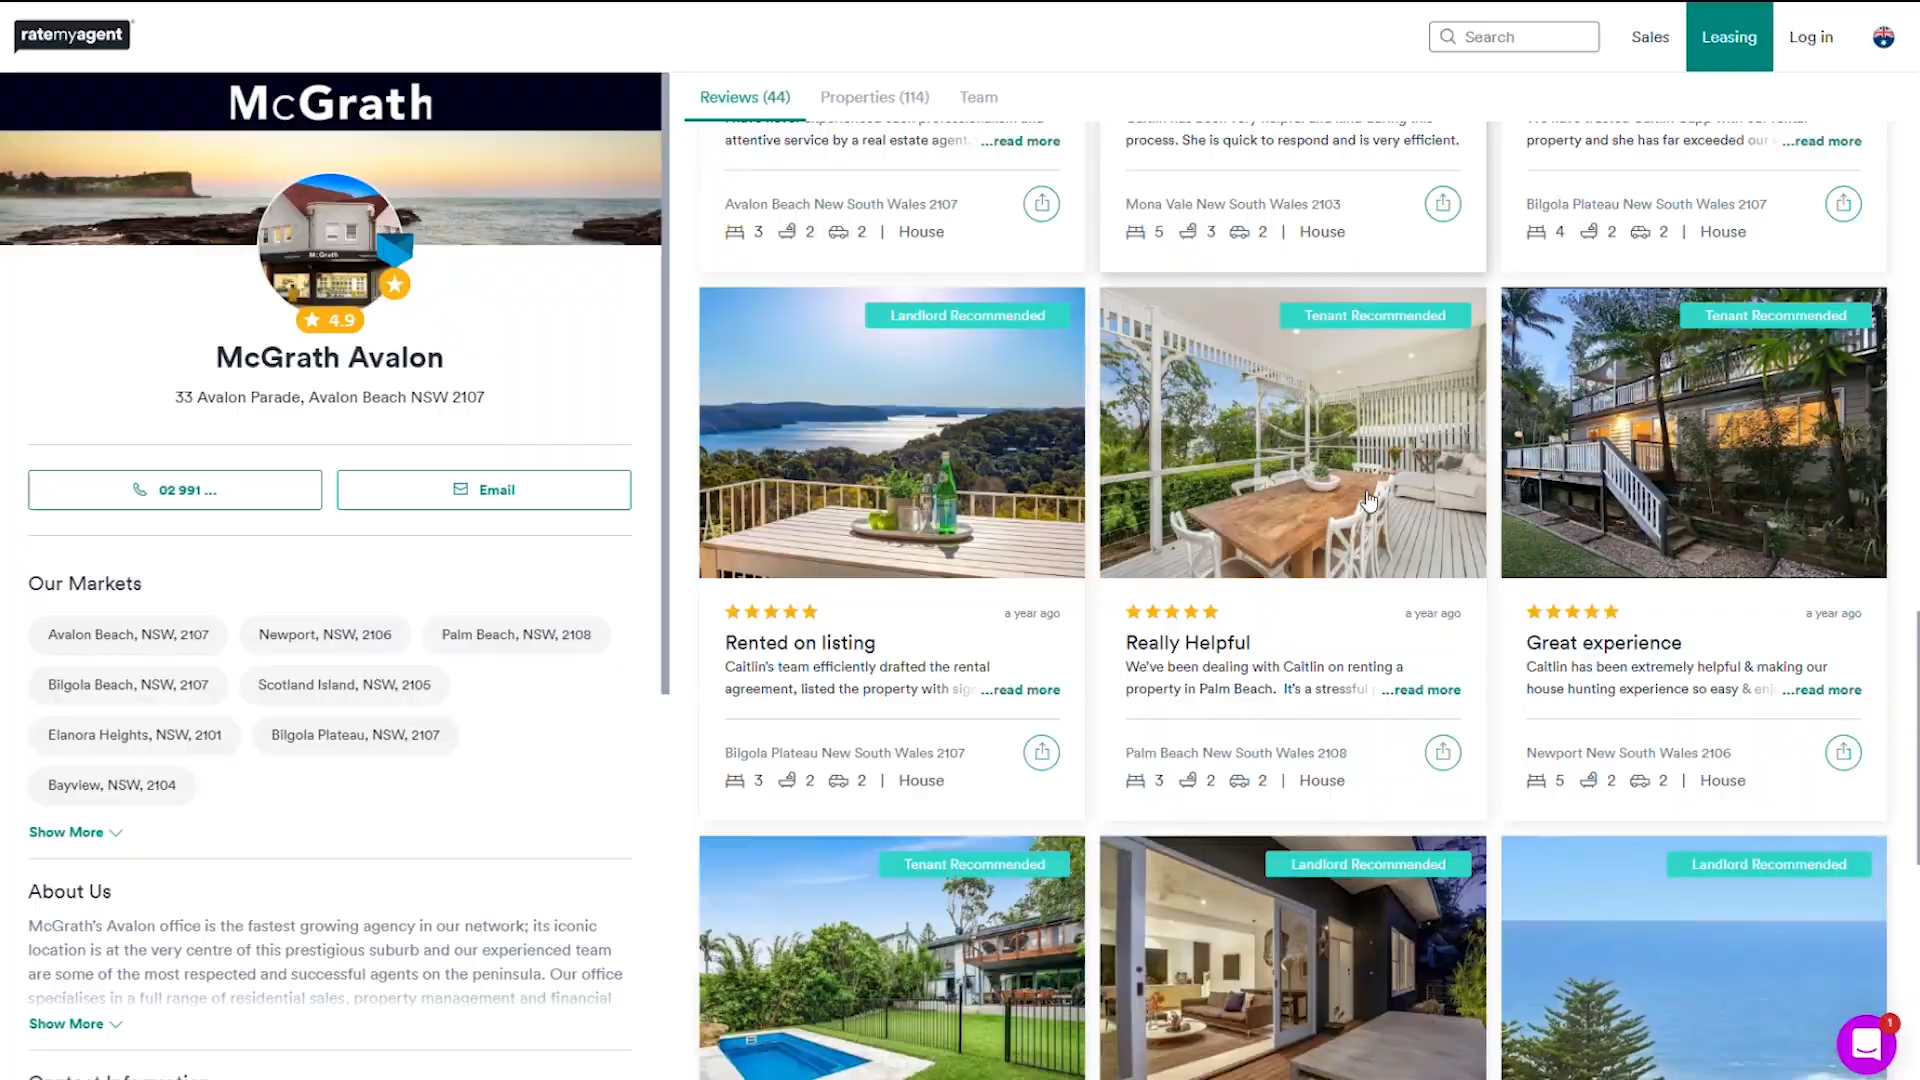 ratemyagent
Search
Sales
Leasing
Log in
McGrath
McGrath
4.9
McGrath Avalon
33 Avalon Parade, Avalon Beach NSW 2107
02 991 ...
Email
Our Markets
Avalon Beach, NSW, 2107
Newport, NSW, 2106
Palm Beach, NSW, 2108
Bilgola Beach, NSW, 2107
Scotland Island, NSW, 2105
Elanora Heights, NSW, 2101
Bilgola Plateau, NSW, 2107
Bayview, NSW, 2104
Show More
About Us
McGrath's Avalon office is the fastest growing agency in our network; its iconic
location is at the very centre of this prestigious suburb and our experienced team
are some of the most respected and successful agents on the peninsula. Our office
specialises in a full range of residential sales, property management and financial
Show More
Contact Information
Reviews (44)
Properties (114)
Team
attentive service by a real estate agent. ...read more
Avalon Beach New South Wales 2107
3 2 2 | House
process. She is quick to respond and is very efficient.
Mona Vale New South Wales 2103
5 3 2 | House
property and she has far exceeded our ...read more
Bilgola Plateau New South Wales 2107
4 2 2 | House
Landlord Recommended
a year ago
Rented on listing
Caitlin's team efficiently drafted the rental
agreement, listed the property with sign ...read more
Bilgola Plateau New South Wales 2107
3 2 2 | House
Tenant Recommended
a year ago
Really Helpful
We've been dealing with Caitlin on renting a
property in Palm Beach. It's a stressful ...read more
Palm Beach New South Wales 2108
3 2 2 | House
Tenant Recommended
a year ago
Great experience
Caitlin has been extremely helpful & making our
house hunting experience so easy & enj ...read more
Newport New South Wales 2106
5 2 2 | House
Tenant Recommended
Landlord Recommended
Landlord Recommended
1